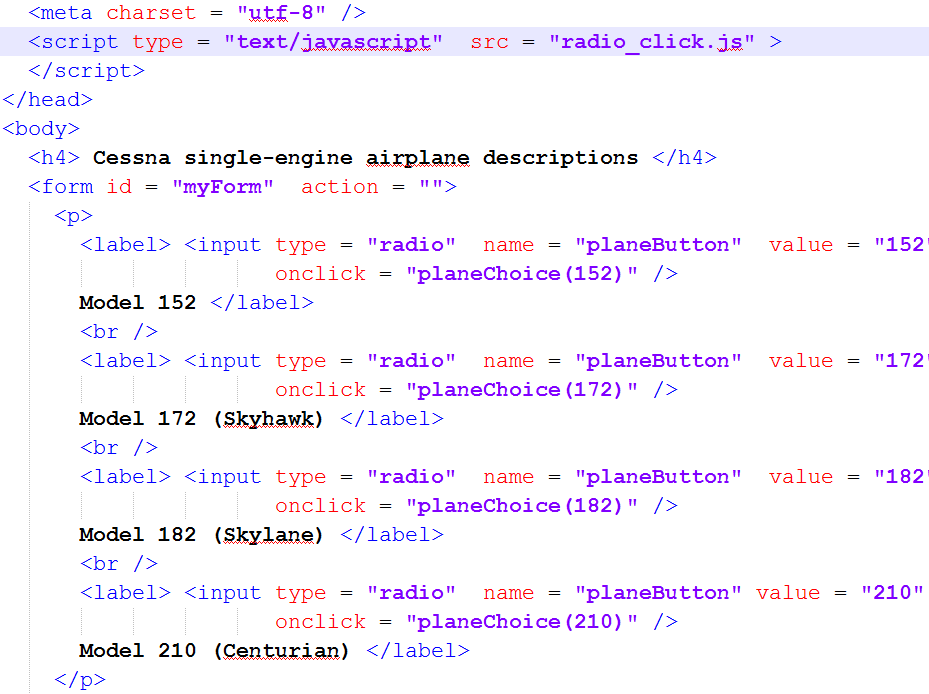 <meta charset = "utf-8" />
<script type = "text/javascript"  src = "radio_click.js" >
</script>
</head>
<body>
<h4> Cessna single-engine airplane descriptions </h4>
<form id = "myForm"  action = "">
<p>
<label> <input type = "radio"  name = "planeButton"  value = "152"
onclick = "planeChoice(152)" />
Model 152 </label>
<br />
<label> <input type = "radio"  name = "planeButton"  value = "172"
onclick = "planeChoice(172)" />
Model 172 (Skyhawk) </label>
<br />
<label> <input type = "radio"  name = "planeButton"  value = "182"
onclick = "planeChoice(182)" />
Model 182 (Skylane) </label>
<br />
<label> <input type = "radio"  name = "planeButton" value = "210"
onclick = "planeChoice(210)" />
Model 210 (Centurian) </label>
</p>